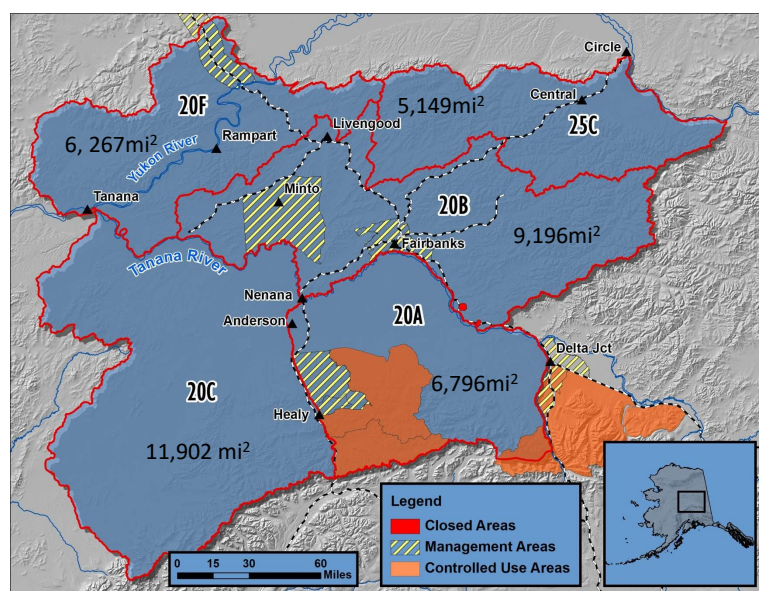 Circle
5,149mi²
Central
20F
25C
Livengood
6, 267mi²
Rampart
Yukon River
Minto
Tanana
20B
9,196mi²
Fairbanks
Tanana River
Nenana
20A
Anderson
Delta Jct
20C
6,796mi²
Healy
11,902 mi²
Legend
Closed Areas
Management Areas
Controlled Use Areas
0 15 30 60
Miles